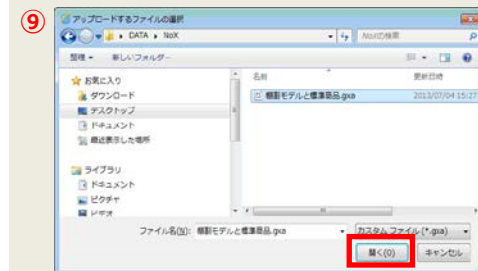 ⑨
アップロードするファイルの選択
DATA ▸ NoX
NoXの検索
整理 ▾ 新しいフォルダー
名前 更新日時
お気に入り
ダウンロード
デスクトップ
ドキュメント
最近表示した場所
棚割モデルと標準商品.gxa 2013/07/04 15:27
ライブラリ
ドキュメント
ピクチャ
ビデオ
ファイル名(N): 棚割モデルと標準商品.gxa カスタム ファイル (*.gxa)
開く(O) キャンセル